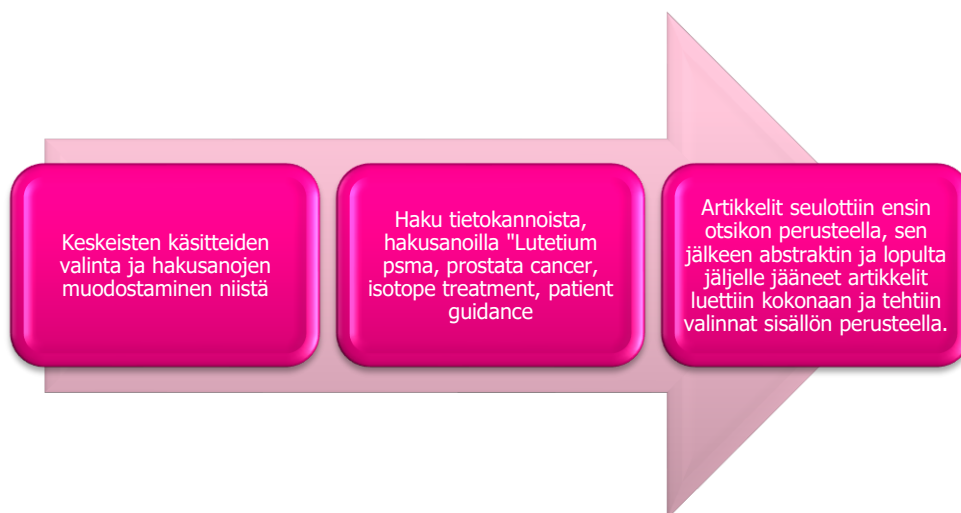 Keskeisten käsitteiden
valinta ja hakusanojen
muodostaminen niistä
Haku tietokannoista,
hakusanoilla "Lutetium
psma, prostata cancer,
isotope treatment, patient
guidance
Artikkelit seulottiin ensin
otsikon perusteella, sen
jälkeen abstraktin ja lopulta
jäljelle jääneet artikkelit
luettiin kokonaan ja tehtiin
valinnat sisällön perusteella.